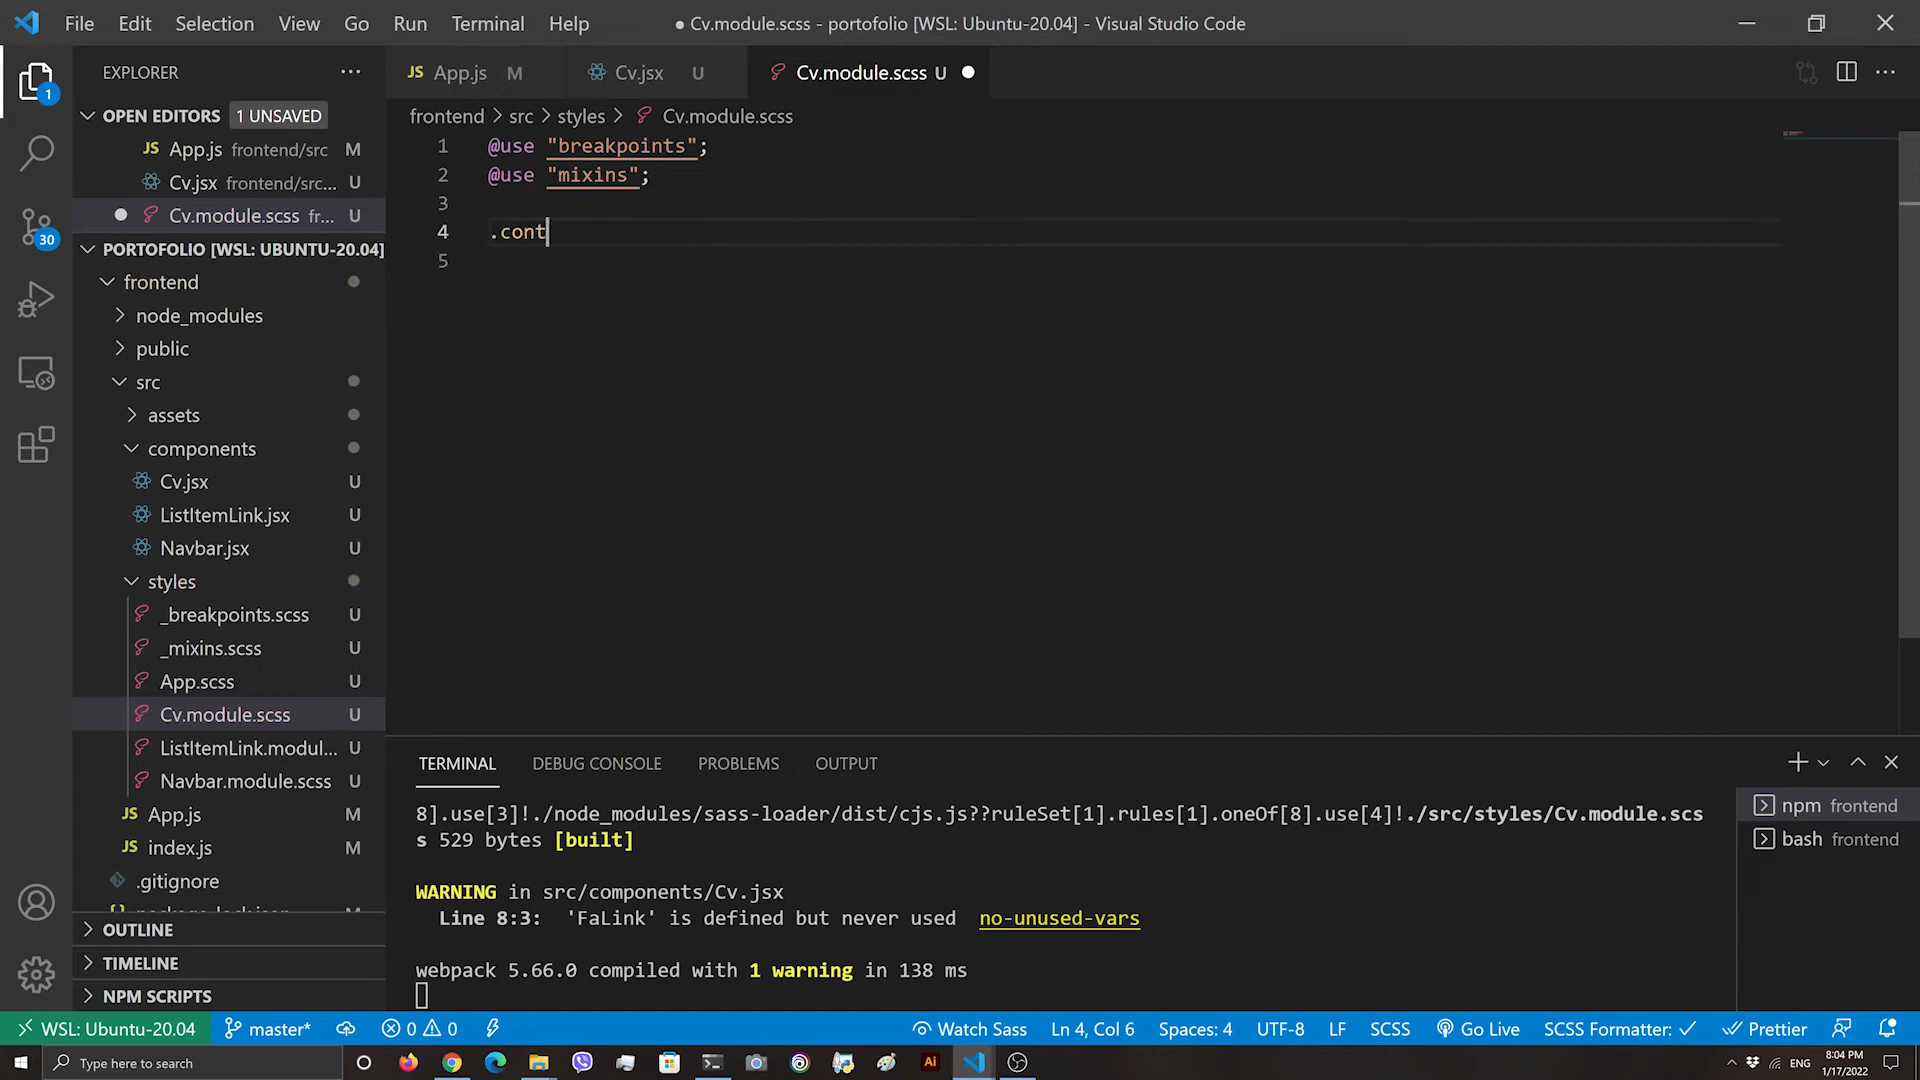 File Edit Selection View Go Run Terminal Help
● Cv.module.scss - portofolio [WSL: Ubuntu-20.04] - Visual Studio Code
EXPLORER
JS App.js M
Cv.jsx U
Cv.module.scss U
OPEN EDITORS 1 UNSAVED
JS App.js frontend/src M
Cv.jsx frontend/src... U
Cv.module.scss fr... U
PORTOFOLIO [WSL: UBUNTU-20.04]
frontend
node_modules
public
src
assets
components
Cv.jsx U
ListItemLink.jsx U
Navbar.jsx U
styles
_breakpoints.scss U
_mixins.scss U
App.scss U
Cv.module.scss U
ListItemLink.modul... U
Navbar.module.scss U
JS App.js M
JS index.js M
.gitignore
OUTLINE
TIMELINE
NPM SCRIPTS
1
30
frontend > src > styles > Cv.module.scss
1 @use "breakpoints";
2 @use "mixins";
3
4 .cont
5
TERMINAL DEBUG CONSOLE PROBLEMS OUTPUT
8].use[3]!./node_modules/sass-loader/dist/cjs.js??ruleSet[1].rules[1].oneOf[8].use[4]!./src/styles/Cv.module.scs
s 529 bytes [built]
WARNING in src/components/Cv.jsx
Line 8:3: 'FaLink' is defined but never used no-unused-vars
webpack 5.66.0 compiled with 1 warning in 138 ms
npm frontend
bash frontend
WSL: Ubuntu-20.04 master* 0 0 Watch Sass Ln 4, Col 6 Spaces: 4 UTF-8 LF SCSS Go Live SCSS Formatter: ✓ Prettier
Type here to search
Ai
ENG
8:04 PM
1/17/2022